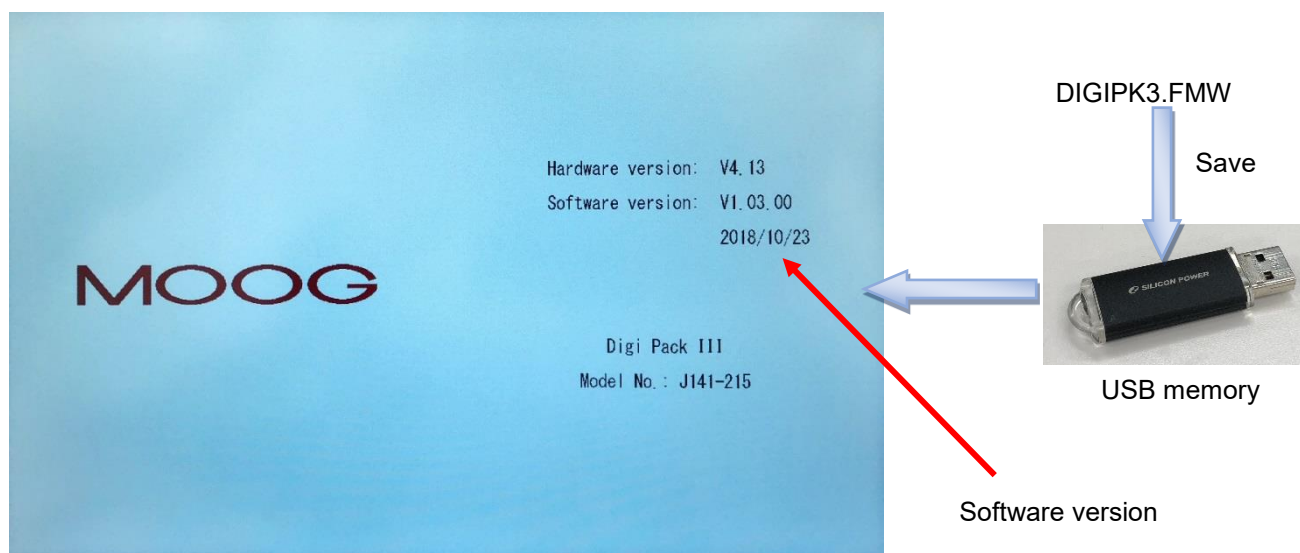 MOOG
Hardware version: V4.13
Software version: V1.03.00
2018/10/23
Digi Pack III
Model No.: J141-215
DIGIPK3.FMW
Save
SILICON POWER
USB memory
Software version